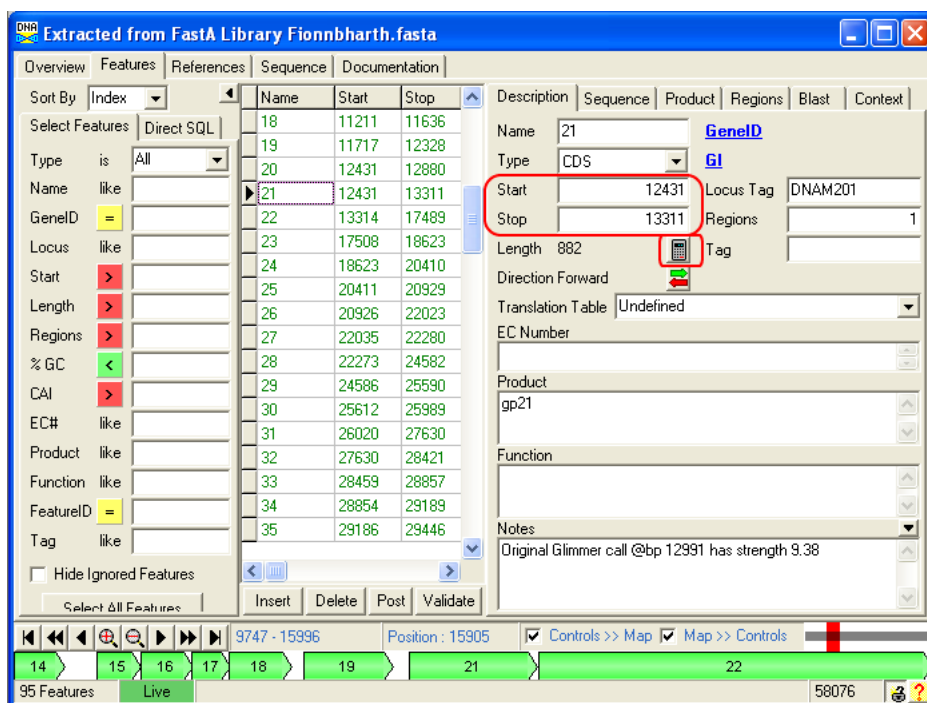 DNA Extracted from FastA Library Fionnbharth.fasta
Overview Features References Sequence Documentation
Sort By Index
Select Features Direct SQL
Type is All
Name like
GeneID =
Locus like
Start >
Length >
Regions >
% GC <
CAI >
EC# like
Product like
Function like
FeatureID =
Tag like
Hide Ignored Features
Select All Features
Name Start Stop
18 11211 11636
19 11717 12328
20 12431 12880
21 12431 13311
22 13314 17489
23 17508 18623
24 18623 20410
25 20411 20929
26 20926 22023
27 22035 22280
28 22273 24582
29 24586 25590
30 25612 25989
31 26020 27630
32 27630 28421
33 28459 28857
34 28854 29189
35 29186 29446
Insert Delete Post Validate
Description Sequence Product Regions Blast Context
Name 21 GeneID
Type CDS GI
Start 12431 Locus Tag DNAM201
Stop 13311 Regions 1
Length 882 Tag
Direction Forward
Translation Table Undefined
EC Number
Product
gp21
Function
Notes
Original Glimmer call @bp 12991 has strength 9.38
9747 - 15996 Position : 15905 Controls >> Map Map >> Controls
14 15 16 17 18 19 21 22
95 Features Live 58076 ?